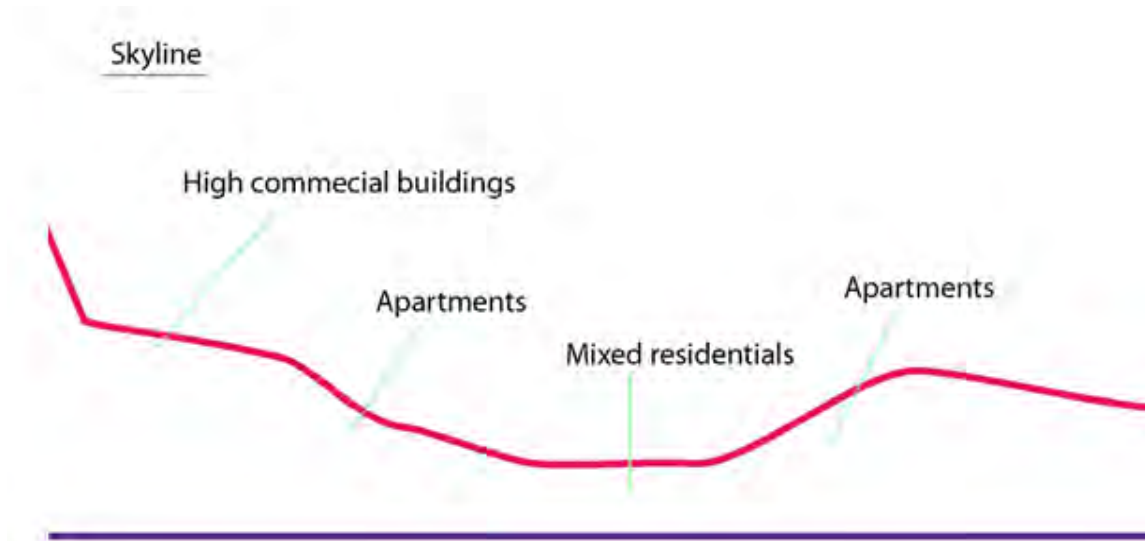 Skyline
High commecial buildings
Apartments
Apartments
Mixed residentials